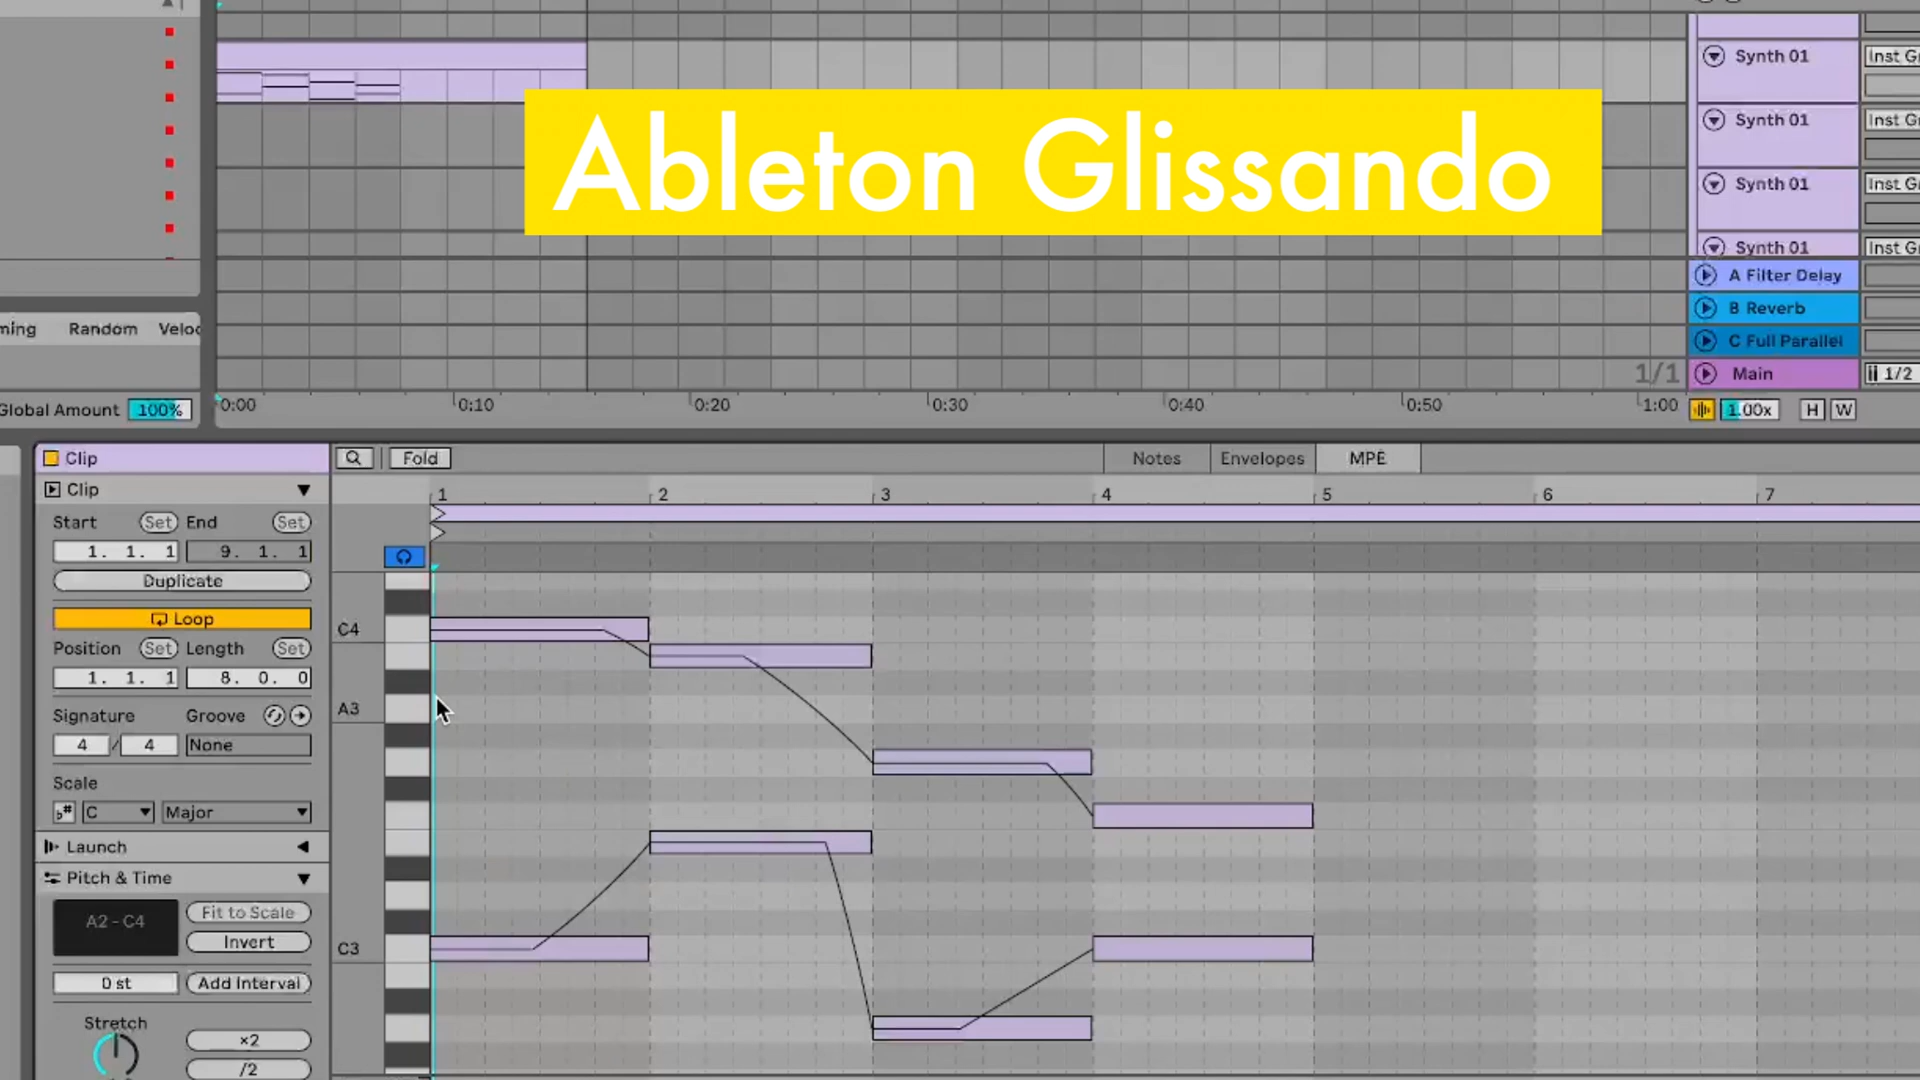 Ableton Glissando
Synth 01
Synth 01
Synth 01
Synth 01
A Filter Delay
B Reverb
C Full Parallel
Main
Inst G
Inst G
Inst G
Inst G
1/2
1/1
ming Random Veloc
Global Amount 100%
0:00 0:10 0:20 0:30 0:40 0:50 1:00
1.00x H W
Clip
Fold
Notes Envelopes MPE
Clip
1 2 3 4 5 6 7
Start Set End Set
1. 1. 1 9. 1. 1
Duplicate
Loop
Position Set Length Set
1. 1. 1 8. 0. 0
Signature Groove
4 / 4 None
Scale
C Major
Launch
Pitch & Time
A2 - C4
Fit to Scale
Invert
0 st Add Interval
Stretch
×2
/2
C4
A3
C3